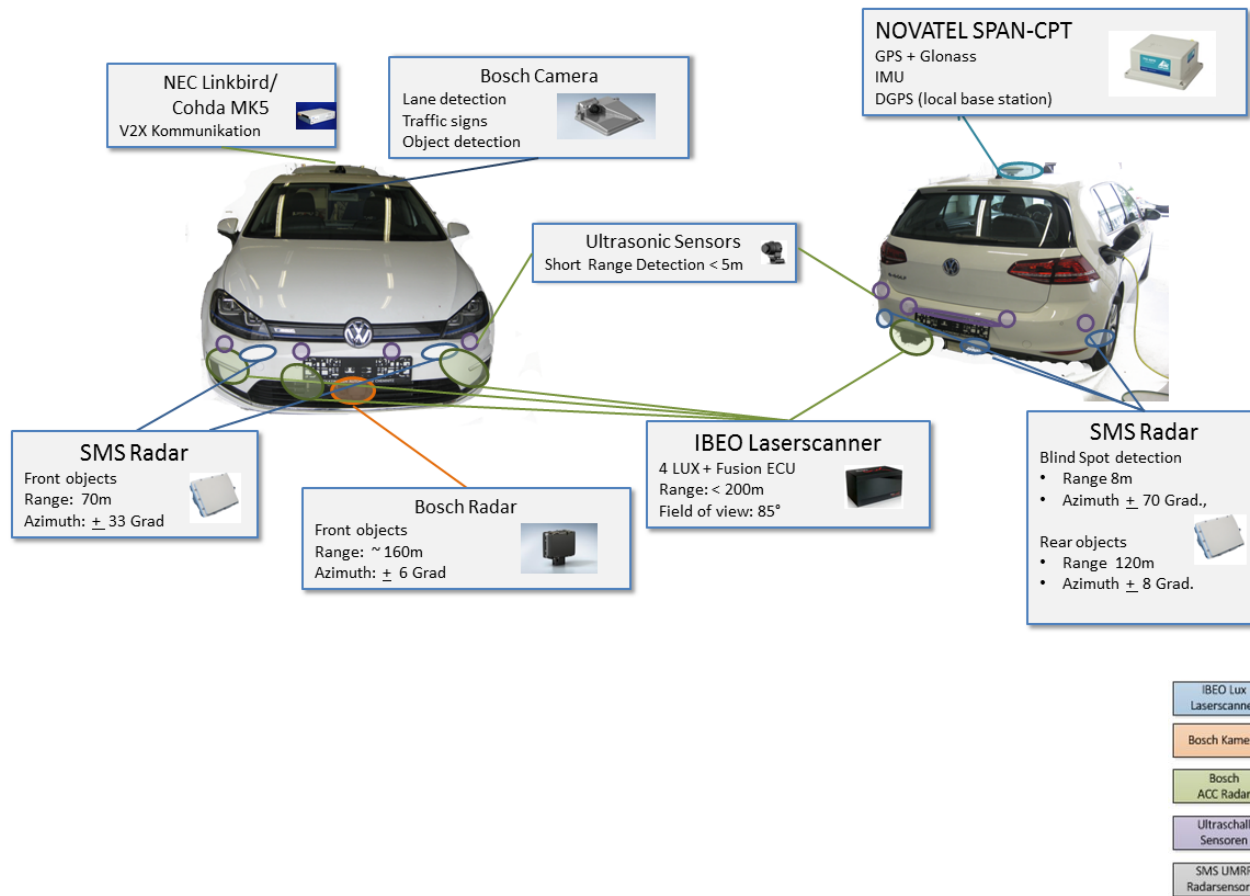 NEC Linkbird/
Cohda MK5
V2X Kommunikation
Bosch Camera
Lane detection
Traffic signs
Object detection
NOVATEL SPAN-CPT
GPS + Glonass
IMU
DGPS (local base station)
Ultrasonic Sensors
Short Range Detection < 5m
SMS Radar
Front objects
Range: 70m
Azimuth: ± 33 Grad
Bosch Radar
Front objects
Range: ~ 160m
Azimuth: ± 6 Grad
IBEO Laserscanner
4 LUX + Fusion ECU
Range: < 200m
Field of view: 85°
SMS Radar
Blind Spot detection
• Range 8m
• Azimuth ± 70 Grad.,
Rear objects
• Range 120m
• Azimuth ± 8 Grad.
IBEO Lux
Laserscanne
Bosch Kame
Bosch
ACC Radar
Ultraschall
Sensoren
SMS UMRR
Radarsensor